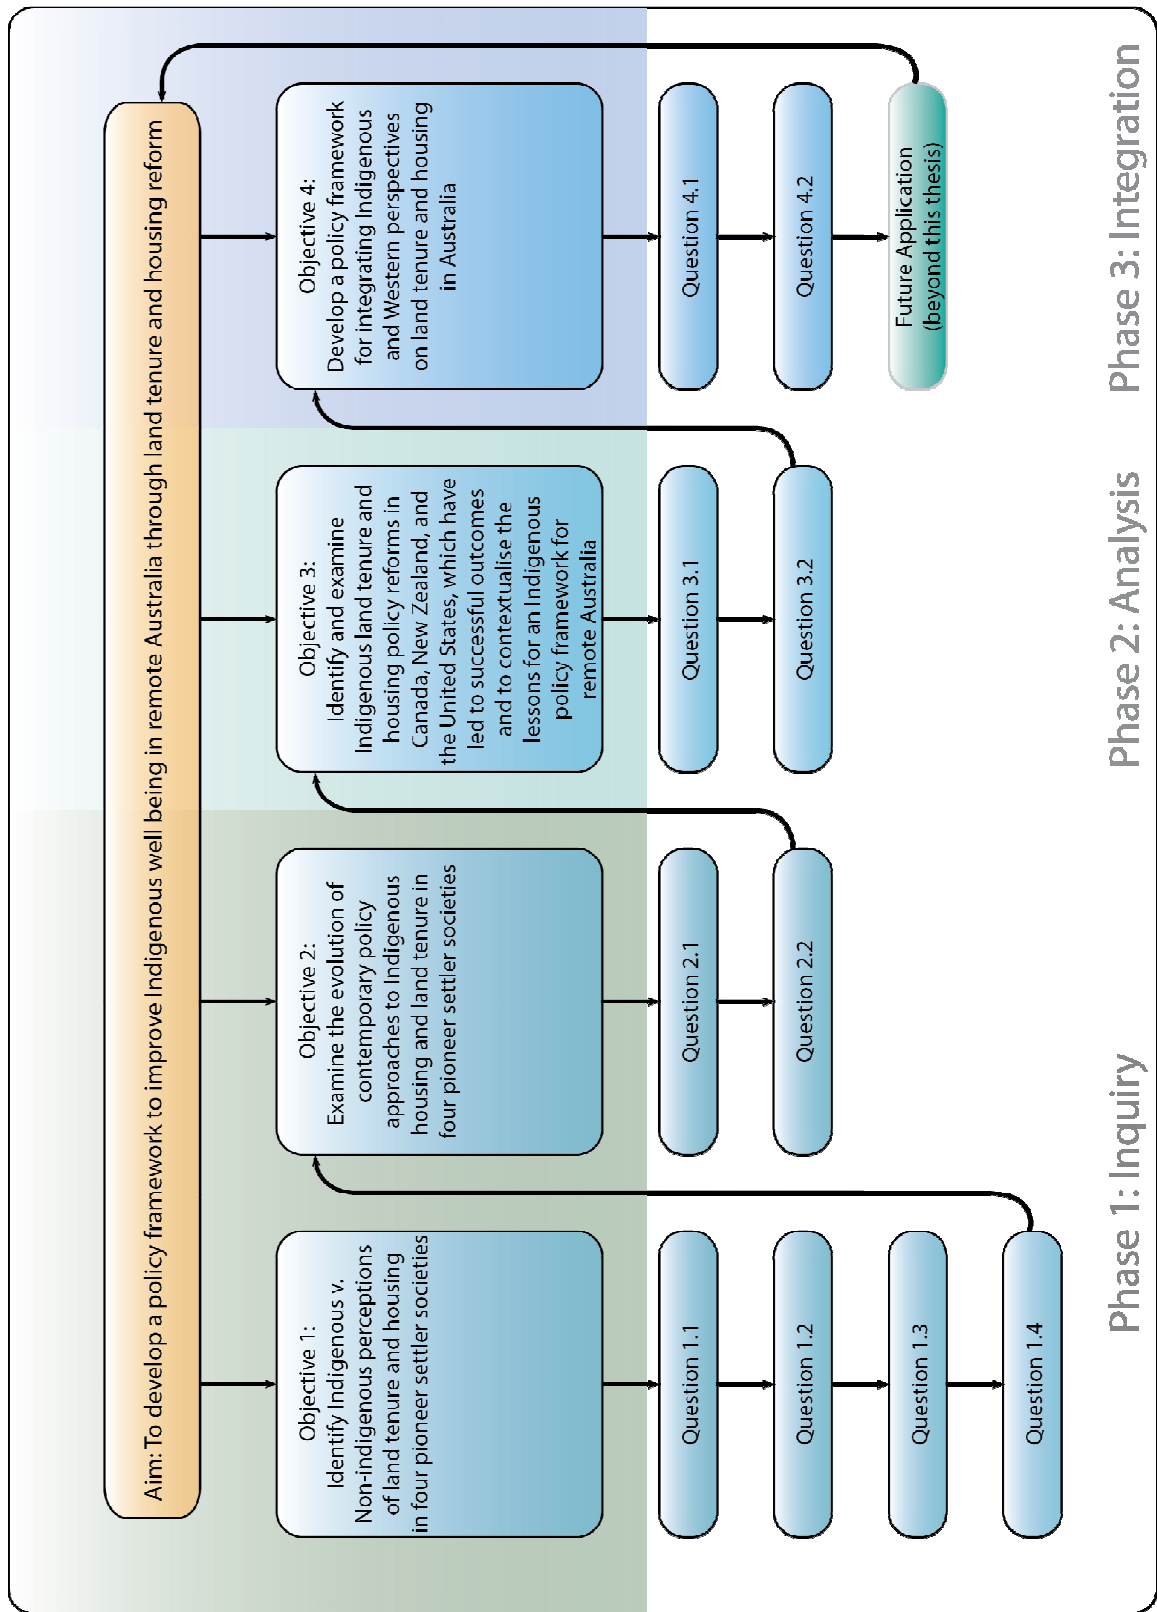 Aim: To develop a policy framework to improve Indigenous well being in remote Australia through land tenure and housing reform
Objective 1:
Identify Indigenous v.
Non-indigenous perceptions
of land tenure and housing
in four pioneer settler societies
Question 1.1
Question 1.2
Question 1.3
Question 1.4
Objective 2:
Examine the evolution of
contemporary policy
approaches to Indigenous
housing and land tenure in
four pioneer settler societies
Question 2.1
Question 2.2
Objective 3:
Identify and examine
Indigenous land tenure and
housing policy reforms in
Canada, New Zealand, and
the United States, which have
led to successful outcomes
and to contextualise the
lessons for an Indigenous
policy framework for
remote Australia
Question 3.1
Question 3.2
Objective 4:
Develop a policy framework
for integrating Indigenous
and Western perspectives
on land tenure and housing
in Australia
Question 4.1
Question 4.2
Future Application
(beyond this thesis)
Phase 1: Inquiry
Phase 2: Analysis
Phase 3: Integration